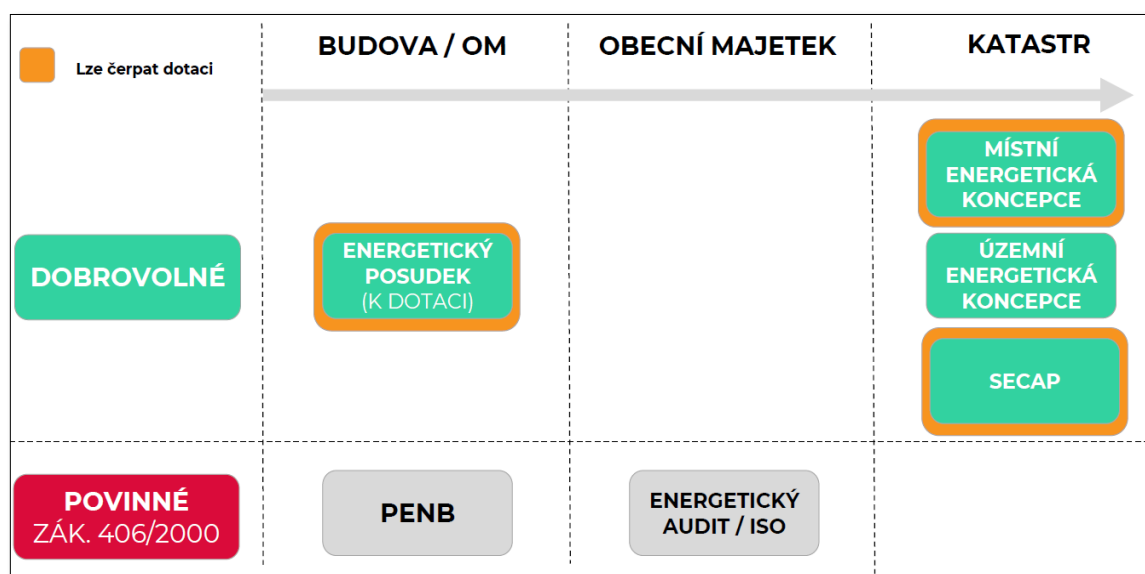 Lze čerpat dotaci
BUDOVA / OM
OBECNÍ MAJETEK
KATASTR
DOBROVOLNÉ
ENERGETICKÝ
POSUDEK
(K DOTACI)
MÍSTNÍ
ENERGETICKÁ
KONCEPCE
ÚZEMNÍ
ENERGETICKÁ
KONCEPCE
SECAP
POVINNÉ
ZÁK. 406/2000
PENB
ENERGETICKÝ
AUDIT / ISO